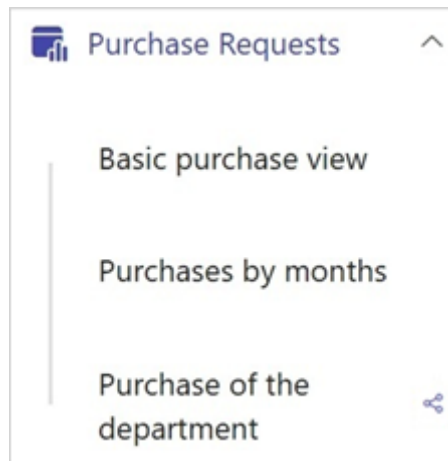 Purchase Requests
Basic purchase view
Purchases by months
Purchase of the
department